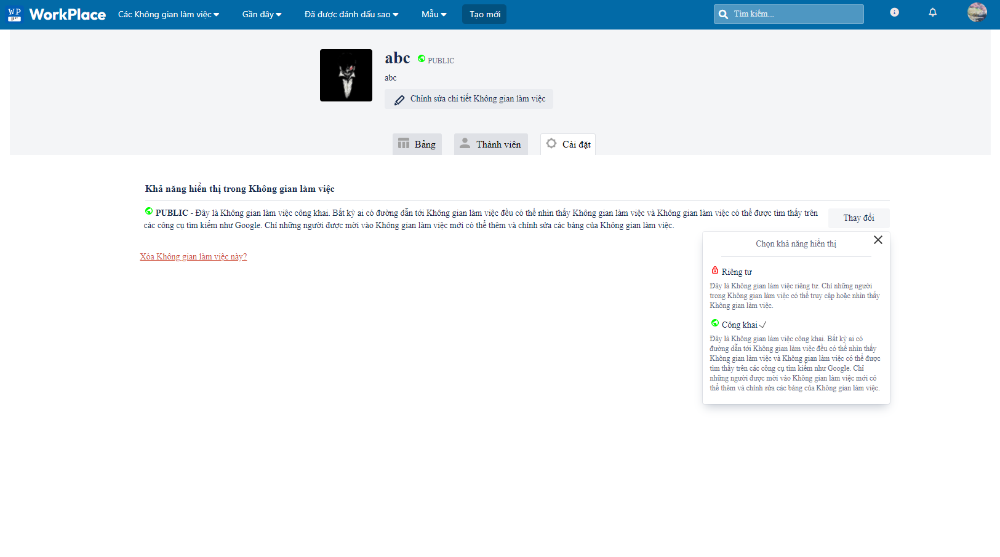 WP WorkPlace Các Không gian làm việc Gần đây Đã được đánh dấu sao Mẫu Tạo mới Tìm kiếm...
abc PUBLIC
abc
Chỉnh sửa chi tiết Không gian làm việc
Bảng Thành viên Cài đặt
Khả năng hiển thị trong Không gian làm việc
PUBLIC - Đây là Không gian làm việc công khai. Bất kỳ ai có đường dẫn tới Không gian làm việc đều có thể nhìn thấy Không gian làm việc và Không gian làm việc có thể được tìm thấy trên
các công cụ tìm kiếm như Google. Chỉ những người được mời vào Không gian làm việc mới có thể thêm và chỉnh sửa các bảng của Không gian làm việc.
Thay đổi
Xóa Không gian làm việc này?
Chọn khả năng hiển thị
Riêng tư
Đây là Không gian làm việc riêng tư. Chỉ những người
trong Không gian làm việc có thể truy cập hoặc nhìn thấy
Không gian làm việc.
Công khai
Đây là Không gian làm việc công khai. Bất kỳ ai có
đường dẫn tới Không gian làm việc đều có thể nhìn thấy
Không gian làm việc và Không gian làm việc có thể được
tìm thấy trên các công cụ tìm kiếm như Google. Chỉ
những người được mời vào Không gian làm việc mới có
thể thêm và chỉnh sửa các bảng của Không gian làm việc.